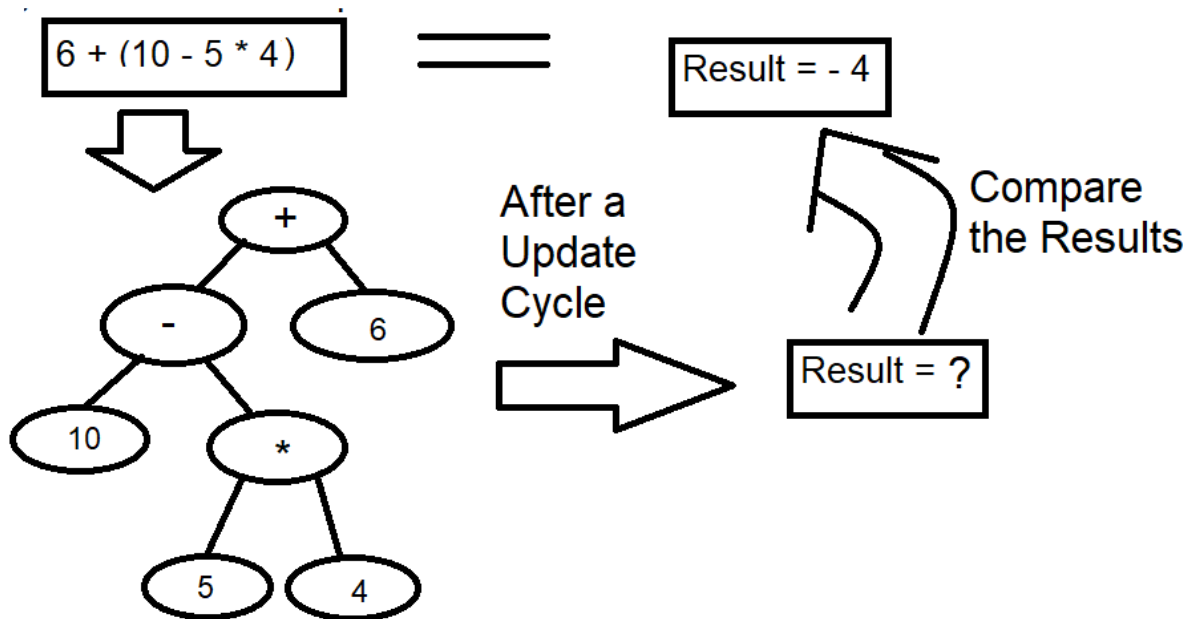 6 + (10 - 5 * 4)
Result = - 4
+
-
6
10
*
5
4
After a
Update
Cycle
Compare
the Results
Result = ?